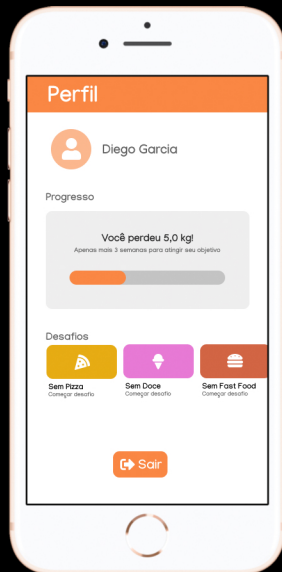 Perfil
Diego Garcia
Progresso
Você perdeu 5,0 kg!
Apenas mais 3 semanas para atingir seu objetivo
Desafios
Sem Pizza
Começar desafio
Sem Doce
Começar desafio
Sem Fast Food
Começar desafio
Sair